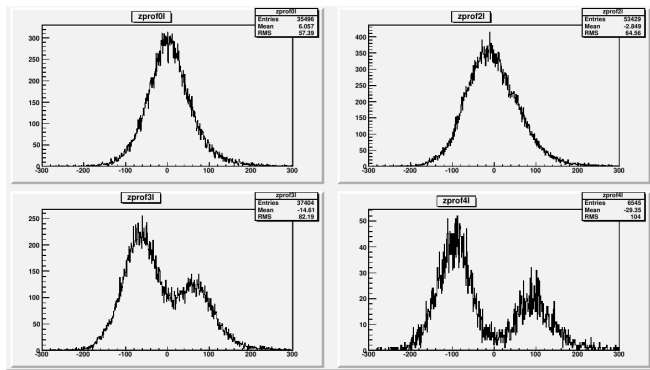 zprof0l
zprof0l
Entries 35496
Mean 6.057
RMS 57.39
300
250
200
150
100
50
0
-300 -200 -100 0 100 200 300
zprof2l
zprof2l
Entries 53429
Mean -2.849
RMS 64.56
400
350
300
250
200
150
100
50
0
-300 -200 -100 0 100 200 300
zprof3l
zprof3l
Entries 37404
Mean -14.61
RMS 82.19
250
200
150
100
50
-300 -200 -100 0 100 200 300
zprof4l
zprof4l
Entries 6545
Mean -29.35
RMS 104
50
40
30
20
10
0
-300 -200 -100 0 100 200 300